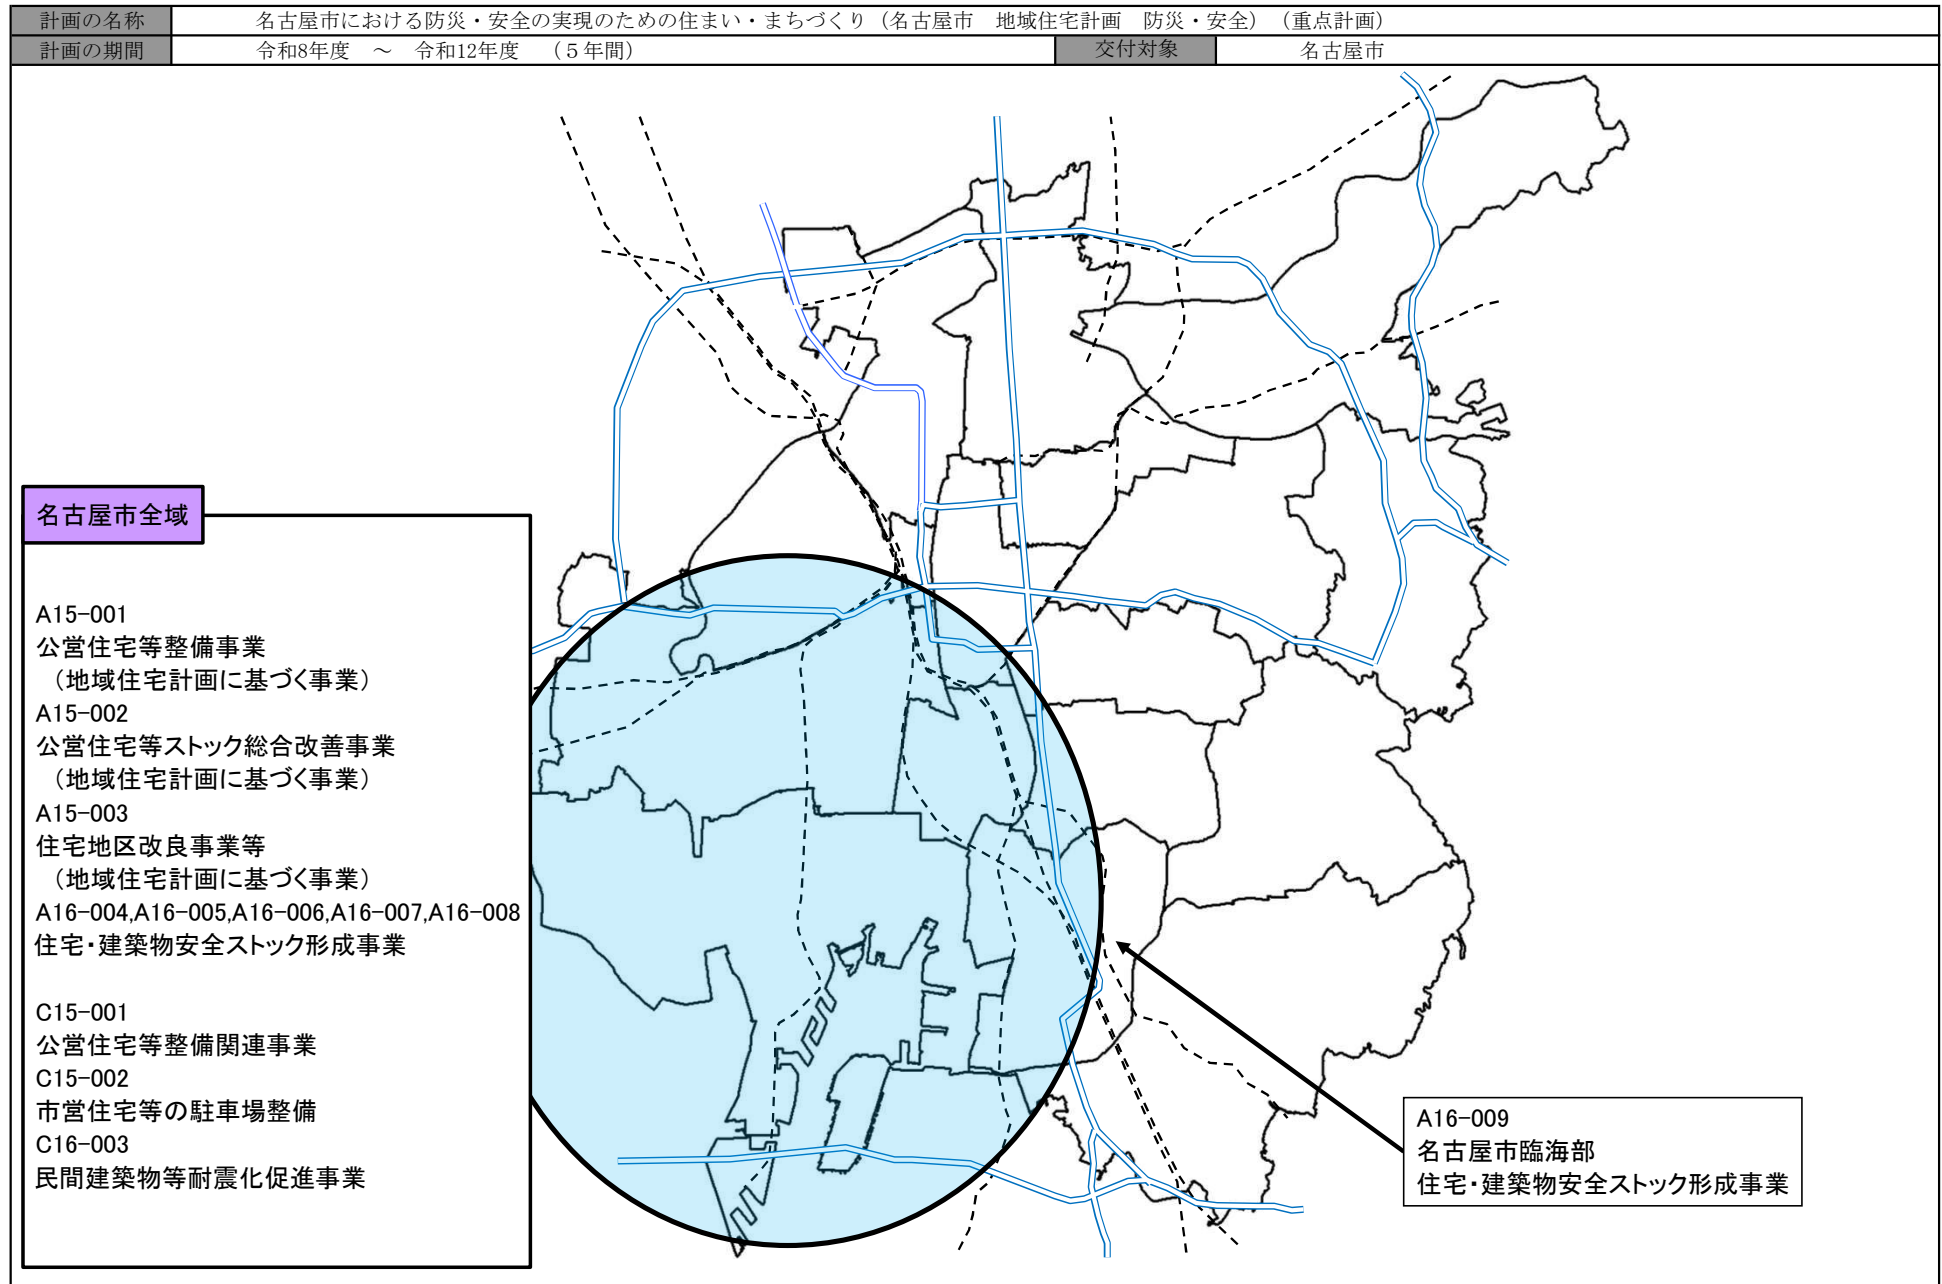 計画の名称 名古屋市における防災・安全の実現のための住まい・まちづくり（名古屋市　地域住宅計画　防災・安全）（重点計画）
計画の期間 令和8年度　～　令和12年度　（５年間） 交付対象 名古屋市
名古屋市全域
A15-001
公営住宅等整備事業
（地域住宅計画に基づく事業）
A15-002
公営住宅等ストック総合改善事業
（地域住宅計画に基づく事業）
A15-003
住宅地区改良事業等
（地域住宅計画に基づく事業）
A16-004,A16-005,A16-006,A16-007,A16-008
住宅・建築物安全ストック形成事業
C15-001
公営住宅等整備関連事業
C15-002
市営住宅等の駐車場整備
C16-003
民間建築物等耐震化促進事業
A16-009
名古屋市臨海部
住宅・建築物安全ストック形成事業